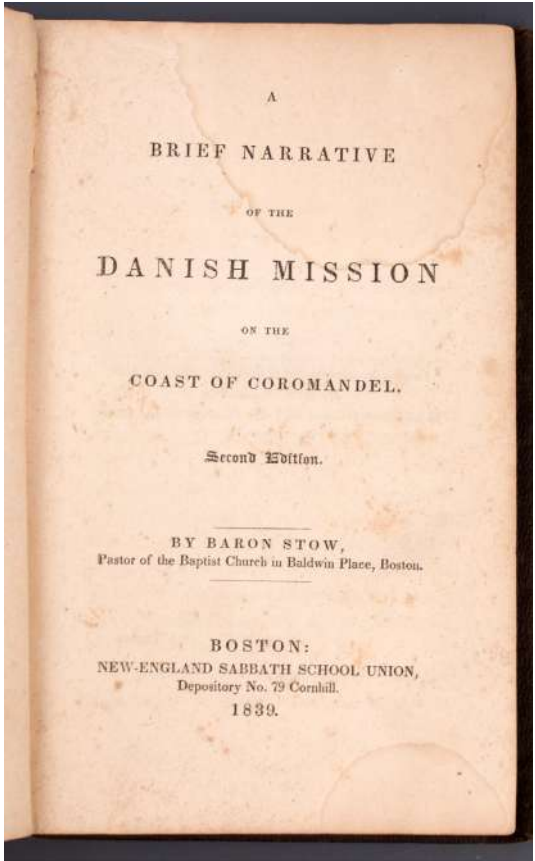 A
BRIEF NARRATIVE
OF THE
DANISH MISSION
ON THE
COAST OF COROMANDEL.
Second Edition.
BY BARON STOW,
Pastor of the Baptist Church in Baldwin Place, Boston.
BOSTON:
NEW-ENGLAND SABBATH SCHOOL UNION,
Depository No. 79 Cornhill.
1839.